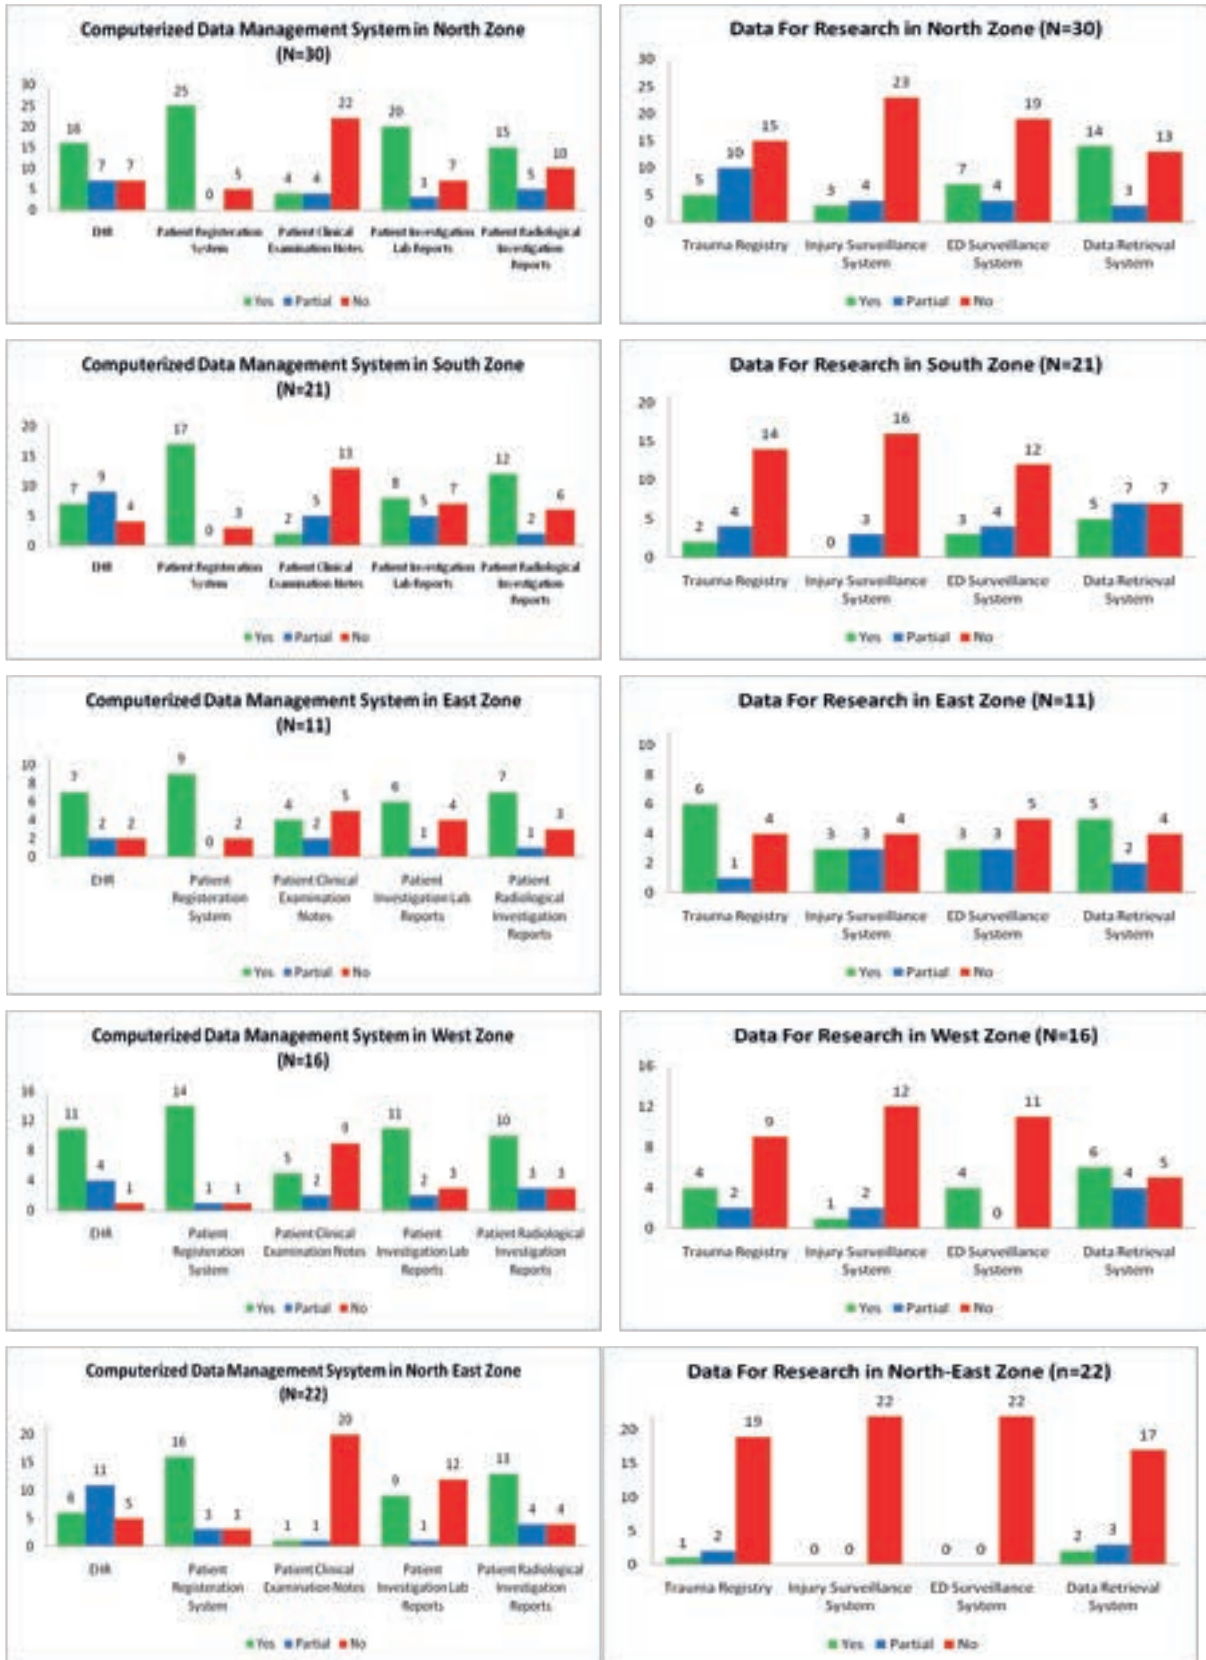 Computerized Data Management System in North Zone
(N=30)
30
25
20
15
10
5
0
16
7
7
25
0
5
4
4
22
20
3
7
15
5
10
EHR
Patient Registeration
System
Patient Clinical
Examination Notes
Patient Investigation
Lab Reports
Patient Radiological
Investigation
Reports
Yes Partial No
Data For Research in North Zone (N=30)
30
25
20
15
10
5
0
5
10
15
3
4
23
7
4
19
14
3
13
Trauma Registry
Injury Surveillance
System
ED Surveillance
System
Data Retrieval
System
Yes Partial No
Computerized Data Management System in South Zone
(N=21)
20
15
10
5
0
7
9
4
17
0
3
2
5
13
8
5
7
12
2
6
EHR
Patient Registeration
System
Patient Clinical
Examination Notes
Patient Investigation
Lab Reports
Patient Radiological
Investigation
Reports
Yes Partial No
Data For Research in South Zone (N=21)
20
15
10
5
0
2
4
14
0
3
16
3
4
12
5
7
7
Trauma Registry
Injury Surveillance
System
ED Surveillance
System
Data Retrieval
System
Yes Partial No
Computerized Data Management System in East Zone
(N=11)
10
8
6
4
2
0
7
2
2
9
0
2
4
2
5
6
1
4
7
1
3
EHR
Patient
Registeration
System
Patient Clinical
Examination
Notes
Patient
Investigation Lab
Reports
Patient
Radiological
Investigation
Reports
Yes Partial No
Data For Research in East Zone (N=11)
10
8
6
4
2
0
6
1
4
3
3
4
3
3
5
5
2
4
Trauma Registry
Injury Surveillance
System
ED Surveillance
System
Data Retrieval
System
Yes Partial No
Computerized Data Management System in West Zone
(N=16)
16
12
8
4
0
11
4
1
14
1
1
5
2
9
11
2
3
10
3
3
EHR
Patient
Registeration
System
Patient Clinical
Examination Notes
Patient
Investigation Lab
Reports
Patient Radiological
Investigation
Reports
Yes Partial No
Data For Research in West Zone (N=16)
16
12
8
4
0
4
2
9
1
2
12
4
0
11
6
4
5
Trauma Registry
Injury Surveillance
System
ED Surveillance
System
Data Retrieval
System
Yes Partial No
Computerized Data Management Sysytem in North East Zone
(N=22)
20
15
10
5
0
6
11
5
16
3
3
1
1
20
9
1
12
13
4
4
EHR
Patient
Registeration
System
Patient Clinical
Examination Notes
Patient
Investigation Lab
Reports
Patient Radiological
Investigation
Reports
Yes Partial No
Data For Research in North-East Zone (n=22)
20
15
10
5
0
1
2
19
0
0
22
0
0
22
2
3
17
Trauma Registry
Injury Surveillance
System
ED Surveillance
System
Data Retrieval
System
Yes Partial No